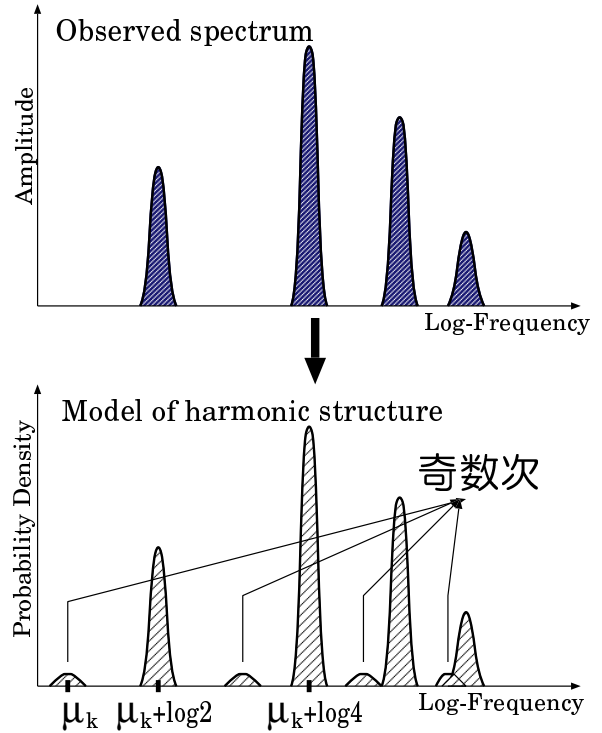 Observed spectrum
Amplitude
Log-Frequency
Model of harmonic structure
奇数次
Probability Density
Log-Frequency
μk μk+log2 μk+log4